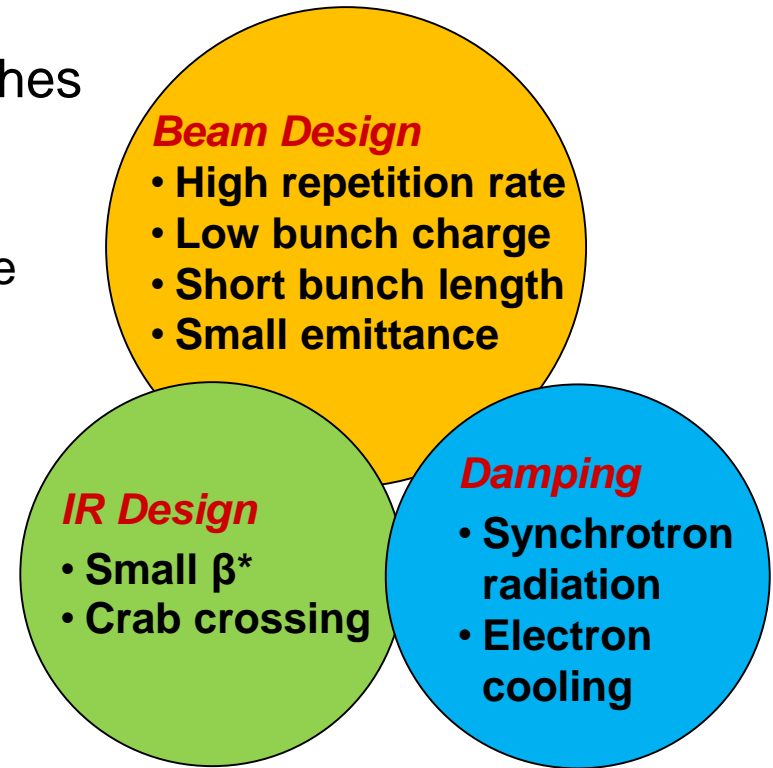 hes
Beam Design
• High repetition rate
• Low bunch charge
e
• Short bunch length
• Small emittance
IR Design
• Small β*
• Crab crossing
Damping
• Synchrotron
radiation
• Electron
cooling